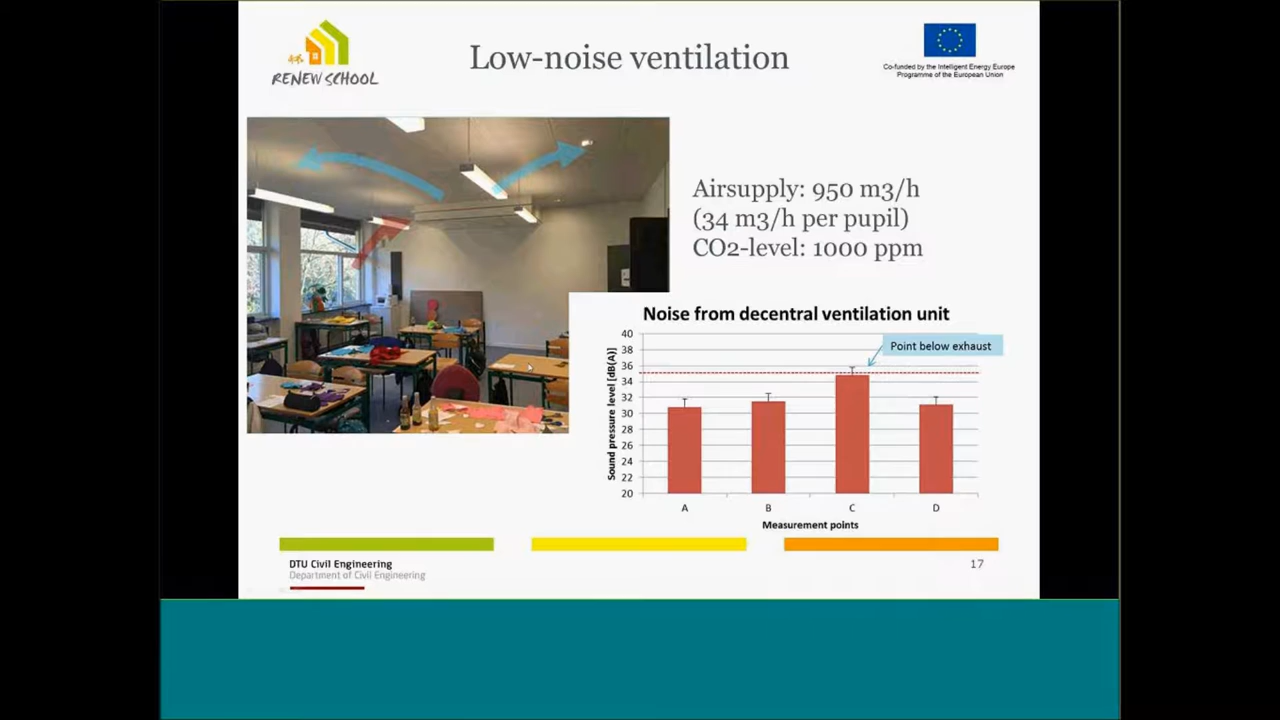 RENEW SCHOOL
Low-noise ventilation
Co-funded by the Intelligent Energy Europe
Programme of the European Union
Airsupply: 950 m3/h
(34 m3/h per pupil)
CO2-level: 1000 ppm
Noise from decentral ventilation unit
Point below exhaust
Sound pressure level [dB(A)]
40
38
36
34
32
30
28
26
24
22
20
A B C D
Measurement points
DTU Civil Engineering
Department of Civil Engineering
17